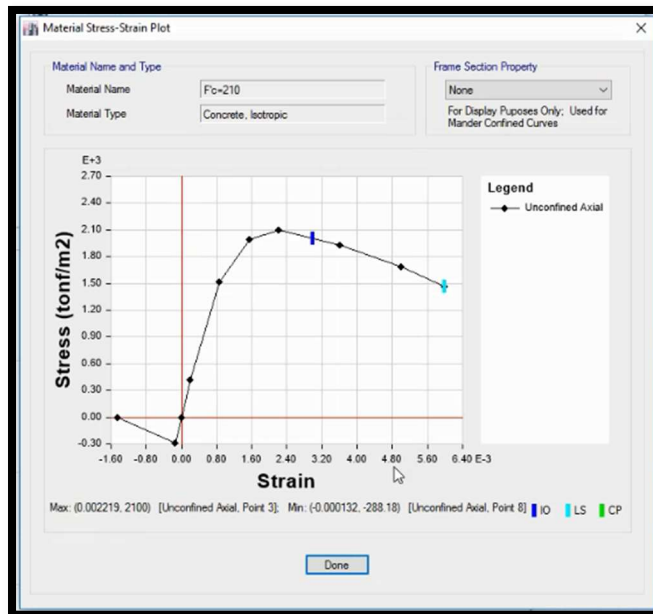 Material Stress-Strain Plot
Material Name and Type
Material Name F'c=210
Material Type Concrete, Isotropic
Frame Section Property
None
For Display Puposes Only; Used for
Mander Confined Curves
E+3
2.70
2.40
2.10
1.80
1.50
1.20
0.90
0.60
0.30
0.00
-0.30
Stress (tonf/m2)
-1.60 -0.80 0.00 0.80 1.60 2.40 3.20 4.00 4.80 5.60 6.40 E-3
Strain
Legend
Unconfined Axial
Max: (0.002219, 2100) [Unconfined Axial, Point 3]; Min: (-0.000132, -288.18) [Unconfined Axial, Point 8] IO LS CP
Done